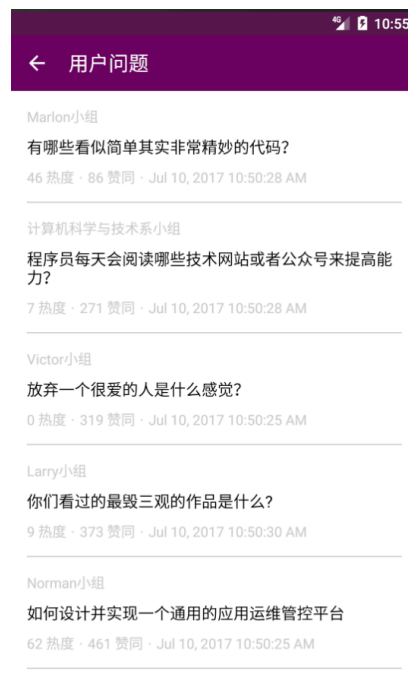 4G 10:55
用户问题
Marlon小组
有哪些看似简单其实非常精妙的代码?
46 热度 · 86 赞同 · Jul 10, 2017 10:50:28 AM
计算机科学与技术系小组
程序员每天会阅读哪些技术网站或者公众号来提高能
力?
7 热度 · 271 赞同 · Jul 10, 2017 10:50:28 AM
Victor小组
放弃一个很爱的人是什么感觉?
0 热度 · 319 赞同 · Jul 10, 2017 10:50:25 AM
Larry小组
你们看过的最毁三观的作品是什么?
9 热度 · 373 赞同 · Jul 10, 2017 10:50:30 AM
Norman小组
如何设计并实现一个通用的应用运维管控平台
62 热度 · 461 赞同 · Jul 10, 2017 10:50:25 AM